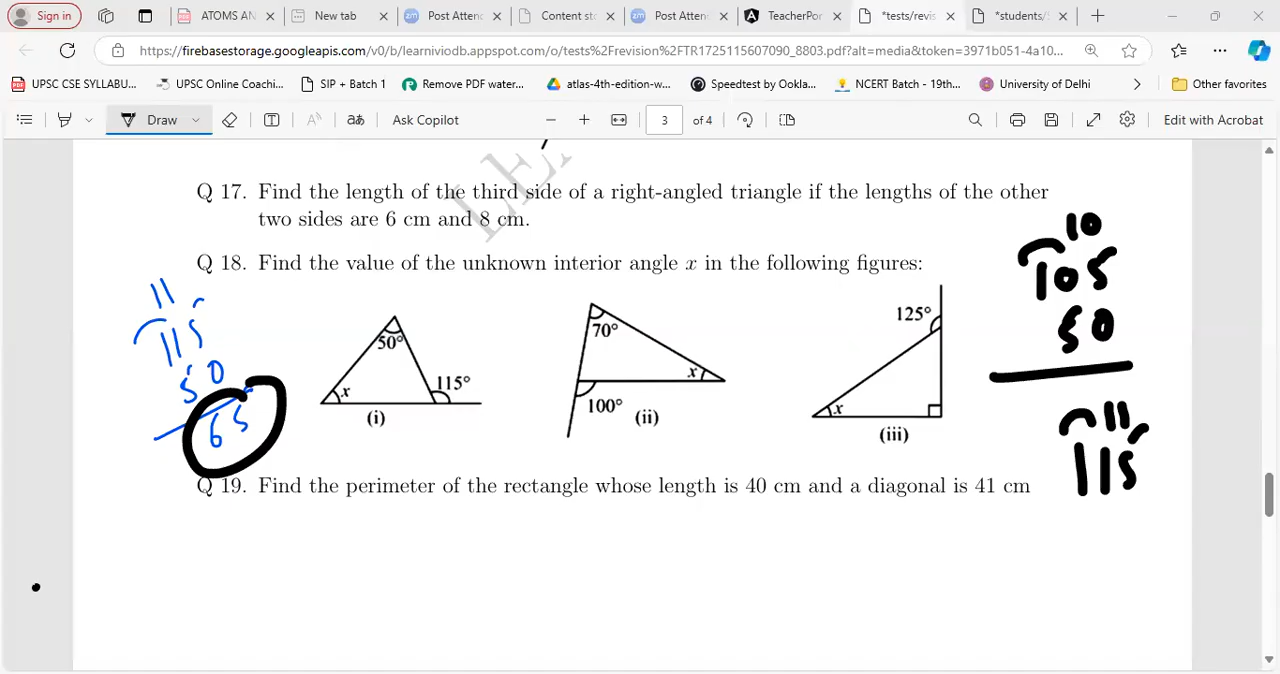 Sign in
ATOMS AN
New tab
Post Attenc
Content sto
Post Attenc
TeacherPor
*tests/revis
*students/
https://firebasestorage.googleapis.com/v0/b/learniviodb.appspot.com/o/tests%2Frevision%2FTR1725115607090_8803.pdf?alt=media&token=3971b051-4a10...
UPSC CSE SYLLABU...
UPSC Online Coachi...
SIP + Batch 1
Remove PDF water...
atlas-4th-edition-w...
Speedtest by Ookla...
NCERT Batch - 19th...
University of Delhi
Other favorites
Draw
Ask Copilot
3 of 4
Edit with Acrobat
Q 17. Find the length of the third side of a right-angled triangle if the lengths of the other
two sides are 6 cm and 8 cm.
Q 18. Find the value of the unknown interior angle x in the following figures:
11
115
50
65
50°
x
115°
(i)
70°
x
100°
(ii)
125°
x
(iii)
10
105
50
11
115
Q 19. Find the perimeter of the rectangle whose length is 40 cm and a diagonal is 41 cm